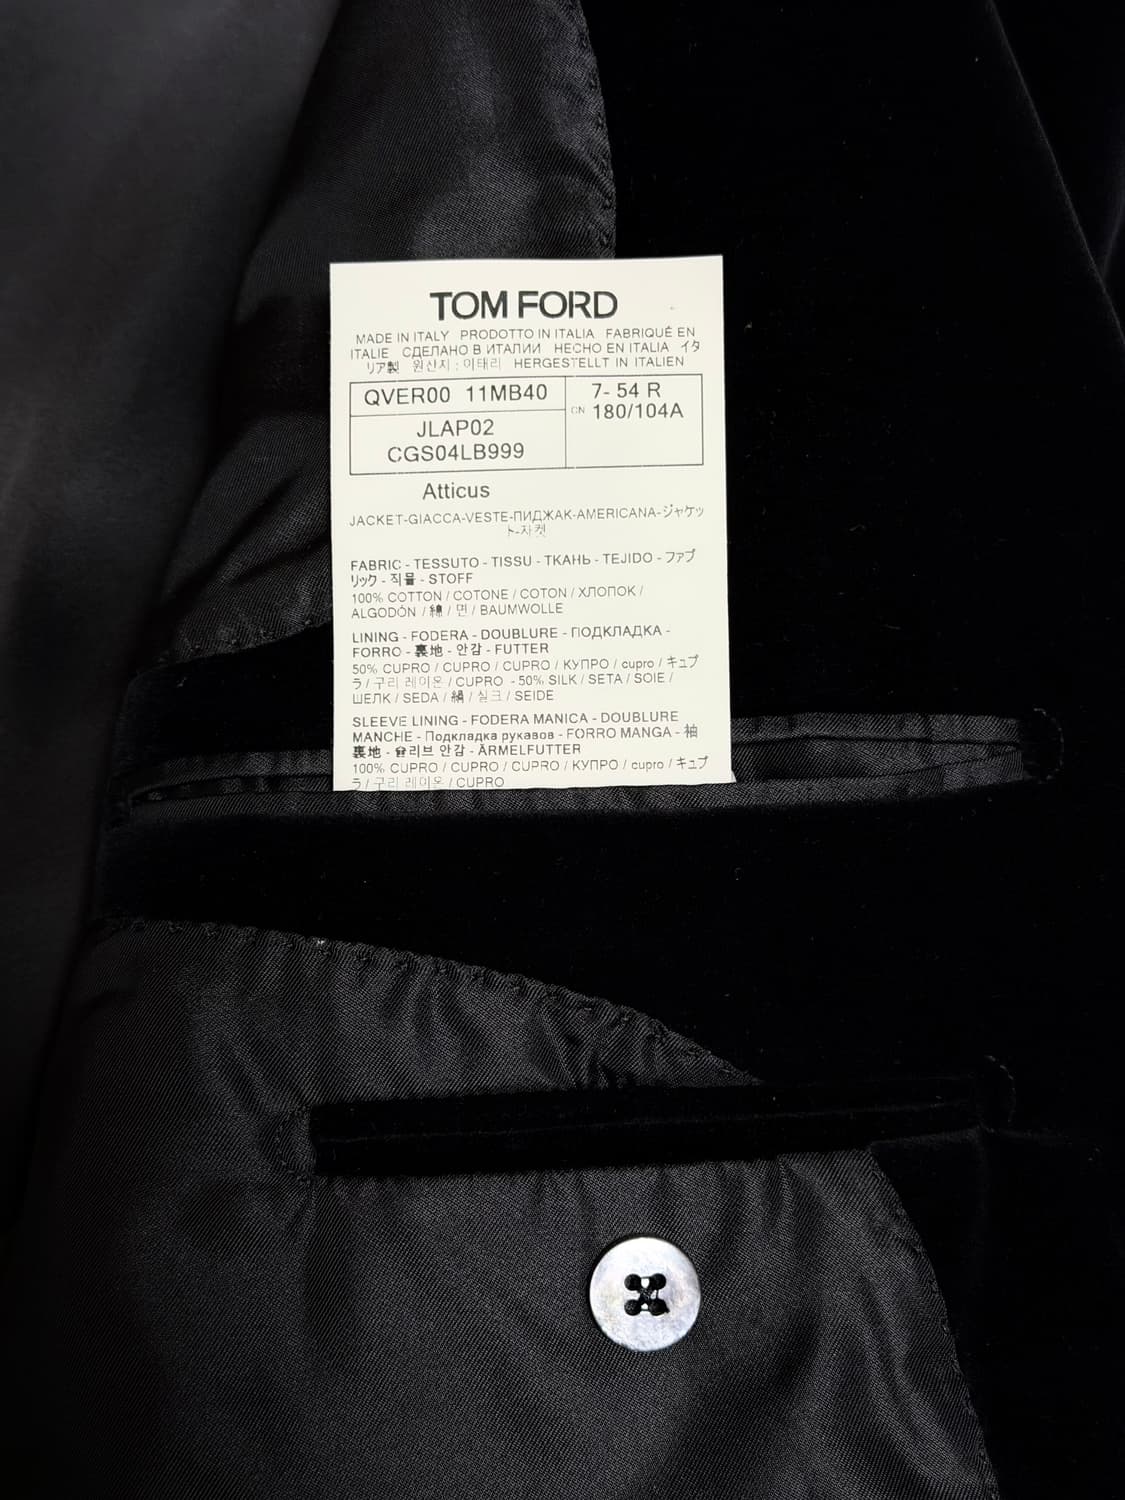 TOM FORD
MADE IN ITALY PRODOTTO IN ITALIA FABRIQUÉ EN
ITALIE СДЕЛАНО В ИТАЛИИ HECHO EN ITALIA イタ
リア製 원산지 : 이태리 HERGESTELLT IN ITALIEN
QVER00 11MB40
7- 54 R
CN 180/104A
JLAP02
CGS04LB999
Atticus
JACKET-GIACCA-VESTE-ПИДЖАК-AMERICANA-ジャケッ
ト-자켓
FABRIC - TESSUTO - TISSU - ТКАНЬ - TEJIDO - ファブ
リック - 직물 - STOFF
100% COTTON / COTONE / COTON / ХЛОПОК /
ALGODÓN / 綿 / 면 / BAUMWOLLE
LINING - FODERA - DOUBLURE - ПОДКЛАДКА -
FORRO - 裏地 - 안감 - FUTTER
50% CUPRO / CUPRO / CUPRO / КУПРО / cupro / キュプ
ラ / 구리 레이온 / CUPRO - 50% SILK / SETA / SOIE /
ШЕЛК / SEDA / 絹 / 실크 / SEIDE
SLEEVE LINING - FODERA MANICA - DOUBLURE
MANCHE - Подкладка рукавов - FORRO MANGA - 袖
裏地 - 슬리브 안감 - ÄRMELFUTTER
100% CUPRO / CUPRO / CUPRO / КУПРО / cupro / キュプ
ラ / 구리 레이온 / CUPRO